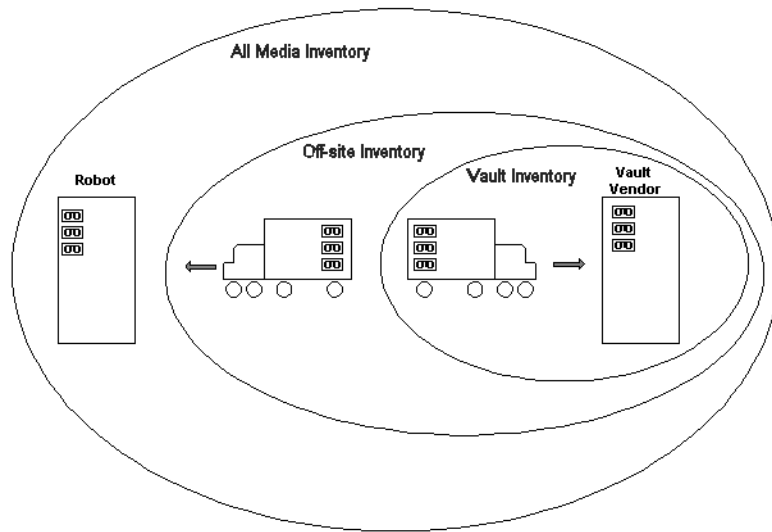 All Media Inventory
Off-site Inventory
Vault Inventory
Robot
Vault
Vendor